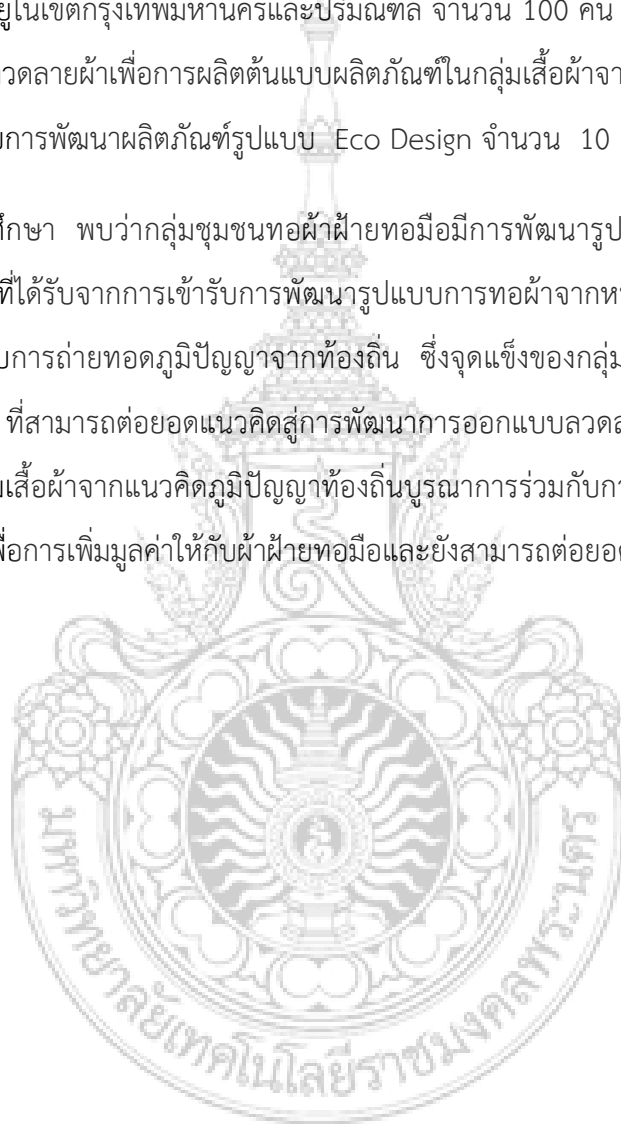 ยู่ในเขตกรุงเทพมหานครและปริมณฑล จำนวน 100 คน
วดลายผ้าเพื่อการผลิตต้นแบบผลิตภัณฑ์ในกลุ่มเสื้อผ้าจา
การพัฒนาผลิตภัณฑ์รูปแบบ Eco Design จำนวน 10
ศึกษา พบว่ากลุ่มชุมชนทอผ้าฝ้ายทอมือมีการพัฒนารูป
ที่ได้รับจากการเข้ารับการพัฒนารูปแบบการทอผ้าจากห
บการถ่ายทอดภูมิปัญญาจากท้องถิ่น ซึ่งจุดแข็งของกลุ่ม
ที่สามารถต่อยอดแนวคิดสู่การพัฒนาการออกแบบลวดล
มเสื้อผ้าจากแนวคิดภูมิปัญญาท้องถิ่นบูรณาการร่วมกับกา
พื่อการเพิ่มมูลค่าให้กับผ้าฝ้ายทอมือและยังสามารถต่อยอด
มหาวิทยาลัยเทคโนโลยีราชมงคลพระนคร